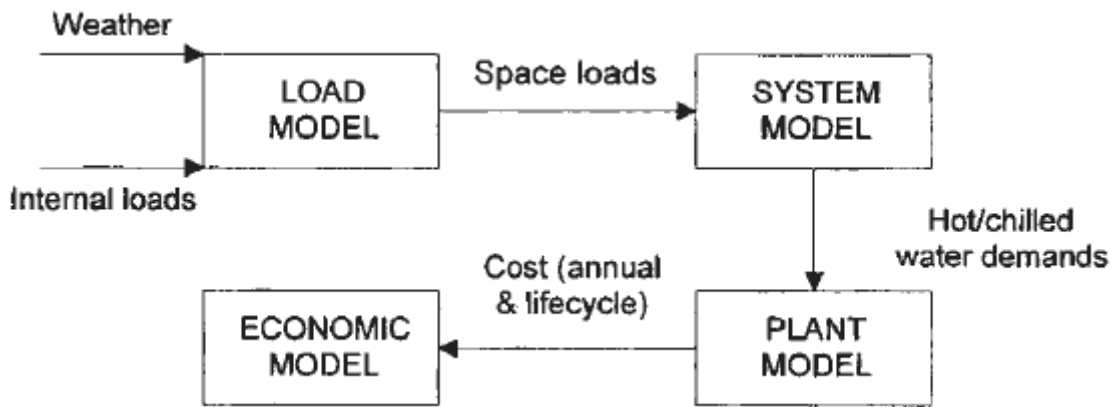 Weather
LOAD
MODEL
Space loads
SYSTEM
MODEL
Internal loads
Hot/chilled
water demands
Cost (annual
& lifecycle)
ECONOMIC
MODEL
PLANT
MODEL